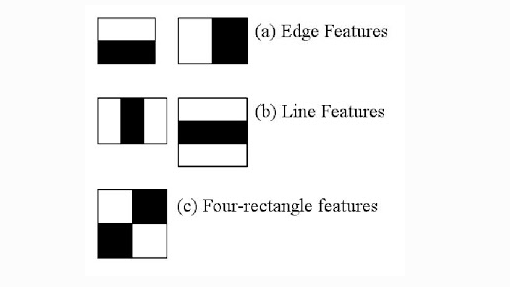 (a) Edge Features
(b) Line Features
(c) Four-rectangle features